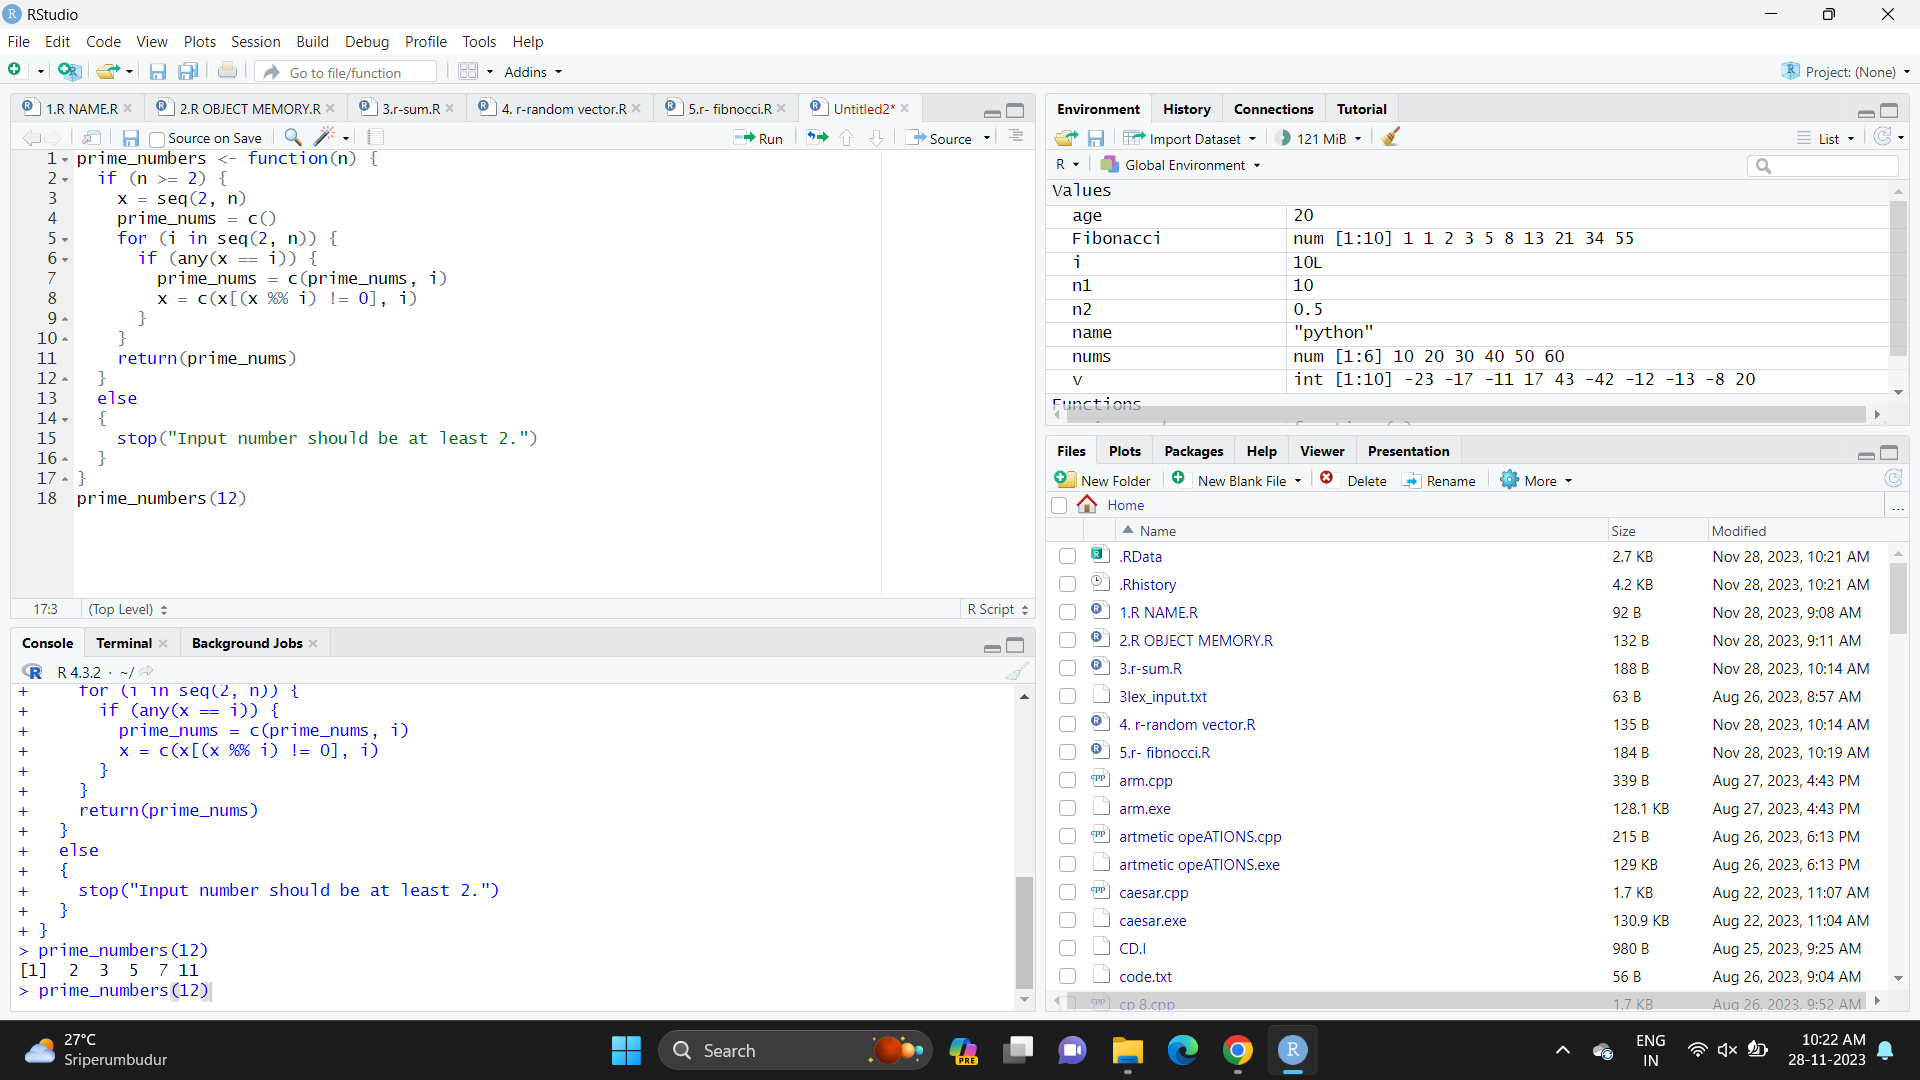 RStudio
File Edit Code View Plots Session Build Debug Profile Tools Help
Go to file/function Addins Project: (None)
1.R NAME.R 2.R OBJECT MEMORY.R 3.r-sum.R 4. r-random vector.R 5.r- fibnocci.R Untitled2*
Source on Save Run Source
1 prime_numbers <- function(n) {
2 if (n >= 2) {
3 x = seq(2, n)
4 prime_nums = c()
5 for (i in seq(2, n)) {
6 if (any(x == i)) {
7 prime_nums = c(prime_nums, i)
8 x = c(x[(x %% i) != 0], i)
9 }
10 }
11 return(prime_nums)
12 }
13 else
14 {
15 stop("Input number should be at least 2.")
16 }
17 }
18 prime_numbers(12)
17:3 (Top Level) R Script
Console Terminal Background Jobs
R 4.3.2 · ~/
+ for (i in seq(2, n)) {
+ if (any(x == i)) {
+ prime_nums = c(prime_nums, i)
+ x = c(x[(x %% i) != 0], i)
+ }
+ }
+ return(prime_nums)
+ }
+ else
+ {
+ stop("Input number should be at least 2.")
+ }
+ }
> prime_numbers(12)
[1] 2 3 5 7 11
> prime_numbers(12)
Environment History Connections Tutorial
Import Dataset 121 MiB List
R Global Environment
Values
age 20
Fibonacci num [1:10] 1 1 2 3 5 8 13 21 34 55
i 10L
n1 10
n2 0.5
name "python"
nums num [1:6] 10 20 30 40 50 60
v int [1:10] -23 -17 -11 17 43 -42 -12 -13 -8 20
Functions
Files Plots Packages Help Viewer Presentation
New Folder New Blank File Delete Rename More
Home ...
Name Size Modified
.RData 2.7 KB Nov 28, 2023, 10:21 AM
.Rhistory 4.2 KB Nov 28, 2023, 10:21 AM
1.R NAME.R 92 B Nov 28, 2023, 9:08 AM
2.R OBJECT MEMORY.R 132 B Nov 28, 2023, 9:11 AM
3.r-sum.R 188 B Nov 28, 2023, 10:14 AM
3lex_input.txt 63 B Aug 26, 2023, 8:57 AM
4. r-random vector.R 135 B Nov 28, 2023, 10:14 AM
5.r- fibnocci.R 184 B Nov 28, 2023, 10:19 AM
arm.cpp 339 B Aug 27, 2023, 4:43 PM
arm.exe 128.1 KB Aug 27, 2023, 4:43 PM
artmetic opeATIONS.cpp 215 B Aug 26, 2023, 6:13 PM
artmetic opeATIONS.exe 129 KB Aug 26, 2023, 6:13 PM
caesar.cpp 1.7 KB Aug 22, 2023, 11:07 AM
caesar.exe 130.9 KB Aug 22, 2023, 11:04 AM
CD.l 980 B Aug 25, 2023, 9:25 AM
code.txt 56 B Aug 26, 2023, 9:04 AM
cp 8.cpp 1.7 KB Aug 26, 2023, 9:52 AM
27°C
Sriperumbudur
Search
PRE
ENG
IN
10:22 AM
28-11-2023